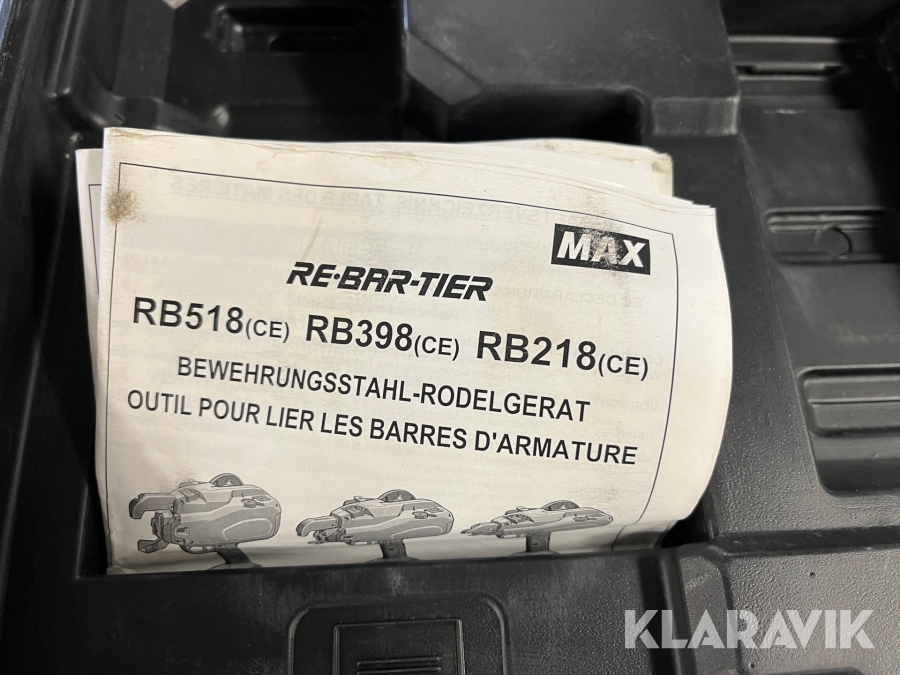 MAX
RE·BAR-TIER
RB518(CE) RB398(CE) RB218(CE)
BEWEHRUNGSSTAHL-RODELGERAT
OUTIL POUR LIER LES BARRES D'ARMATURE
KLARAVIK